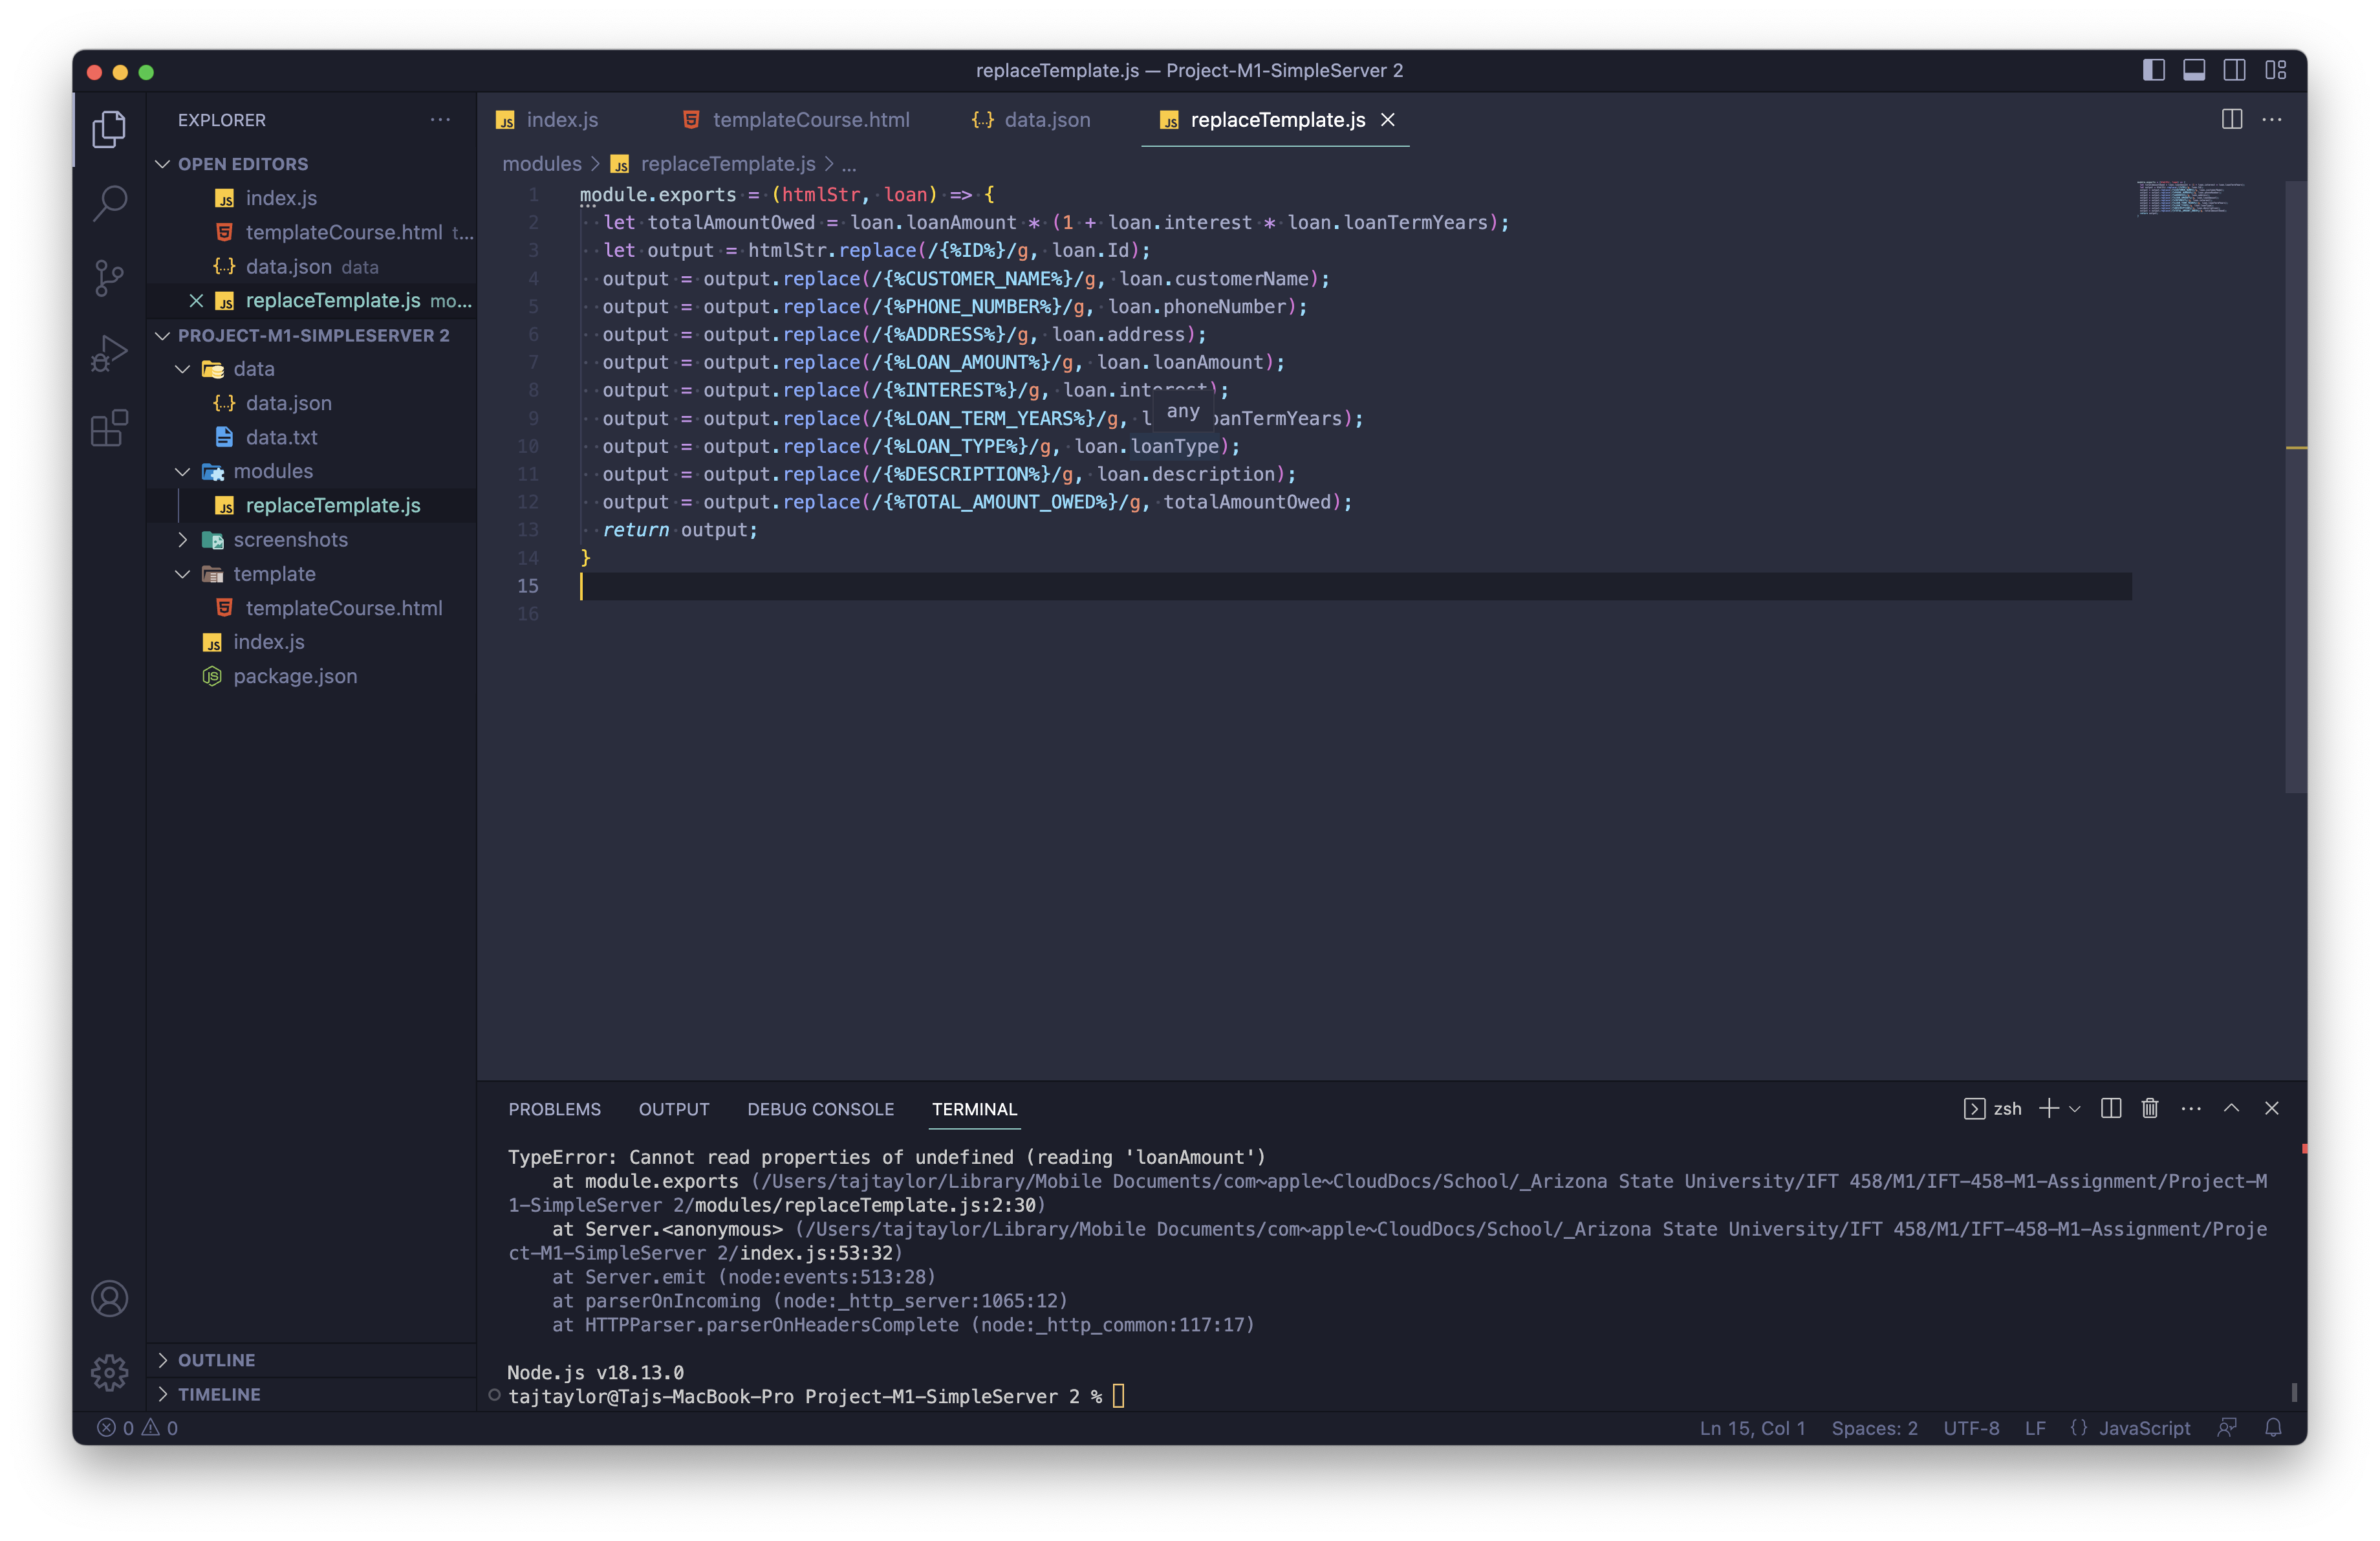 replaceTemplate.js — Project-M1-SimpleServer 2
EXPLORER
OPEN EDITORS
index.js
templateCourse.html t...
data.json data
replaceTemplate.js mo...
PROJECT-M1-SIMPLESERVER 2
data
data.json
data.txt
modules
replaceTemplate.js
screenshots
template
templateCourse.html
index.js
package.json
OUTLINE
TIMELINE
index.js templateCourse.html data.json replaceTemplate.js
modules > replaceTemplate.js > ...
1 module.exports = (htmlStr, loan) => {
2 let totalAmountOwed = loan.loanAmount * (1 + loan.interest * loan.loanTermYears);
3 let output = htmlStr.replace(/{%ID%}/g, loan.Id);
4 output = output.replace(/{%CUSTOMER_NAME%}/g, loan.customerName);
5 output = output.replace(/{%PHONE_NUMBER%}/g, loan.phoneNumber);
6 output = output.replace(/{%ADDRESS%}/g, loan.address);
7 output = output.replace(/{%LOAN_AMOUNT%}/g, loan.loanAmount);
8 output = output.replace(/{%INTEREST%}/g, loan.interest);
any
9 output = output.replace(/{%LOAN_TERM_YEARS%}/g, l oanTermYears);
10 output = output.replace(/{%LOAN_TYPE%}/g, loan.loanType);
11 output = output.replace(/{%DESCRIPTION%}/g, loan.description);
12 output = output.replace(/{%TOTAL_AMOUNT_OWED%}/g, totalAmountOwed);
13 return output;
14 }
15
16
PROBLEMS OUTPUT DEBUG CONSOLE TERMINAL
zsh
TypeError: Cannot read properties of undefined (reading 'loanAmount')
at module.exports (/Users/tajtaylor/Library/Mobile Documents/com~apple~CloudDocs/School/_Arizona State University/IFT 458/M1/IFT-458-M1-Assignment/Project-M
1-SimpleServer 2/modules/replaceTemplate.js:2:30)
at Server.<anonymous> (/Users/tajtaylor/Library/Mobile Documents/com~apple~CloudDocs/School/_Arizona State University/IFT 458/M1/IFT-458-M1-Assignment/Proje
ct-M1-SimpleServer 2/index.js:53:32)
at Server.emit (node:events:513:28)
at parserOnIncoming (node:_http_server:1065:12)
at HTTPParser.parserOnHeadersComplete (node:_http_common:117:17)
Node.js v18.13.0
tajtaylor@Tajs-MacBook-Pro Project-M1-SimpleServer 2 %
0 0
Ln 15, Col 1 Spaces: 2 UTF-8 LF {} JavaScript